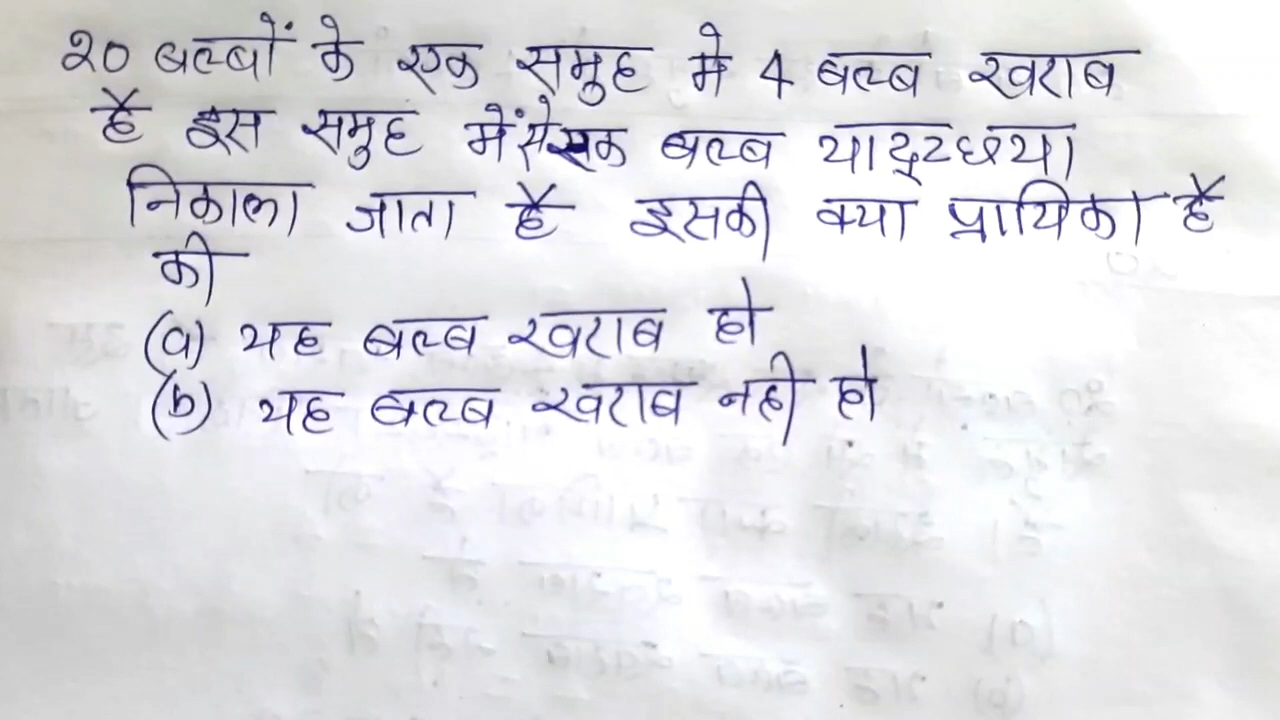 20 बल्बों के एक समुह मे 4 बल्ब खराब
है इस समुह में से एक बल्ब यादृच्छया
निकाला जाता है इसकी क्या प्रायिकता है
की
(a) यह बल्ब खराब हो
(b) यह बल्ब खराब नही हो